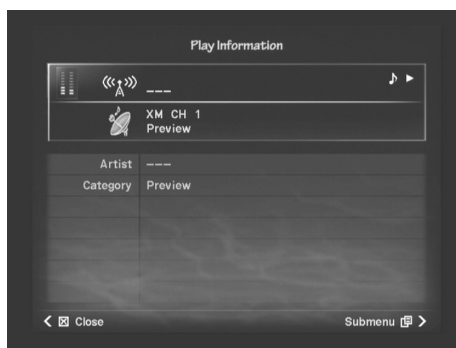 Play Information
---
XM CH 1
Preview
Artist ---
Category Preview
Close
Submenu